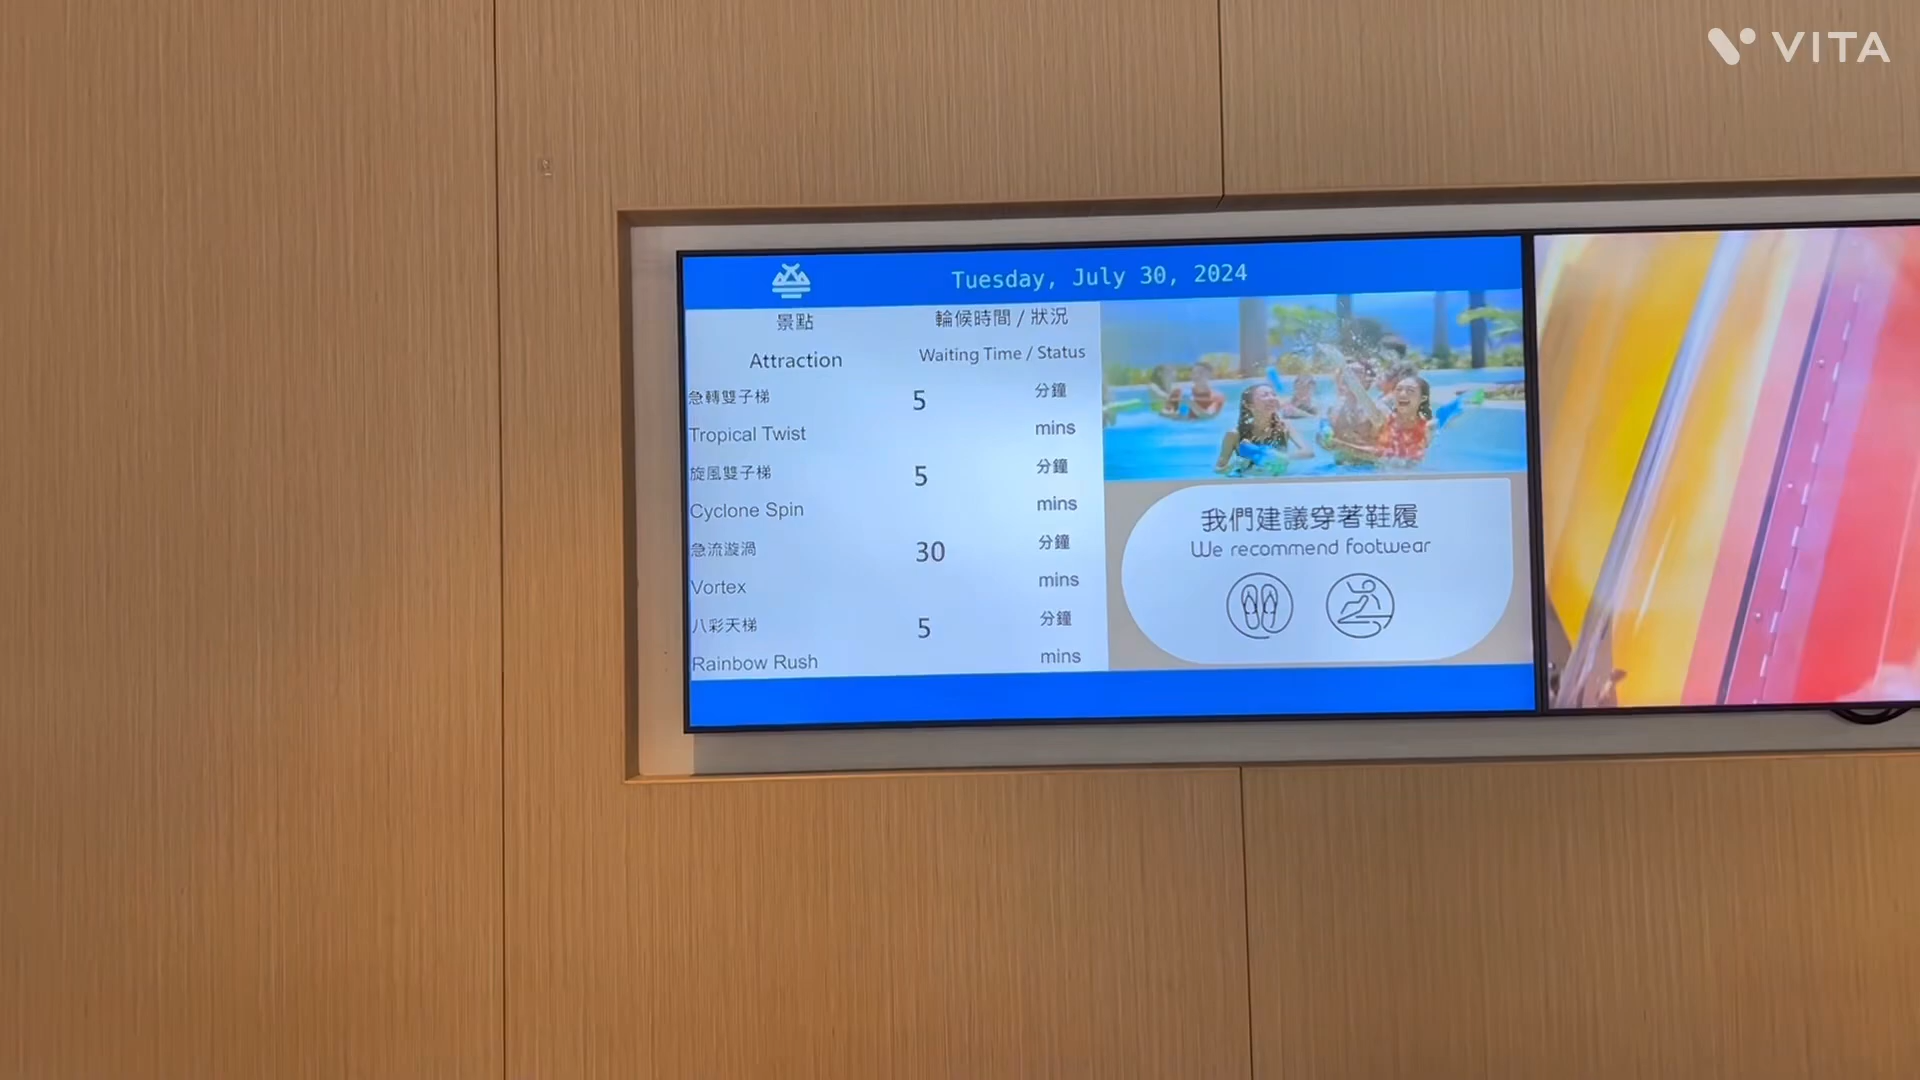 VITA
Tuesday, July 30, 2024
景點 輪候時間 / 狀況
Attraction Waiting Time / Status
急轉雙子梯 5 分鐘
Tropical Twist mins
旋風雙子梯 5 分鐘
Cyclone Spin mins
急流漩渦 30 分鐘
Vortex mins
八彩天梯 5 分鐘
Rainbow Rush mins
我們建議穿著鞋履
We recommend footwear